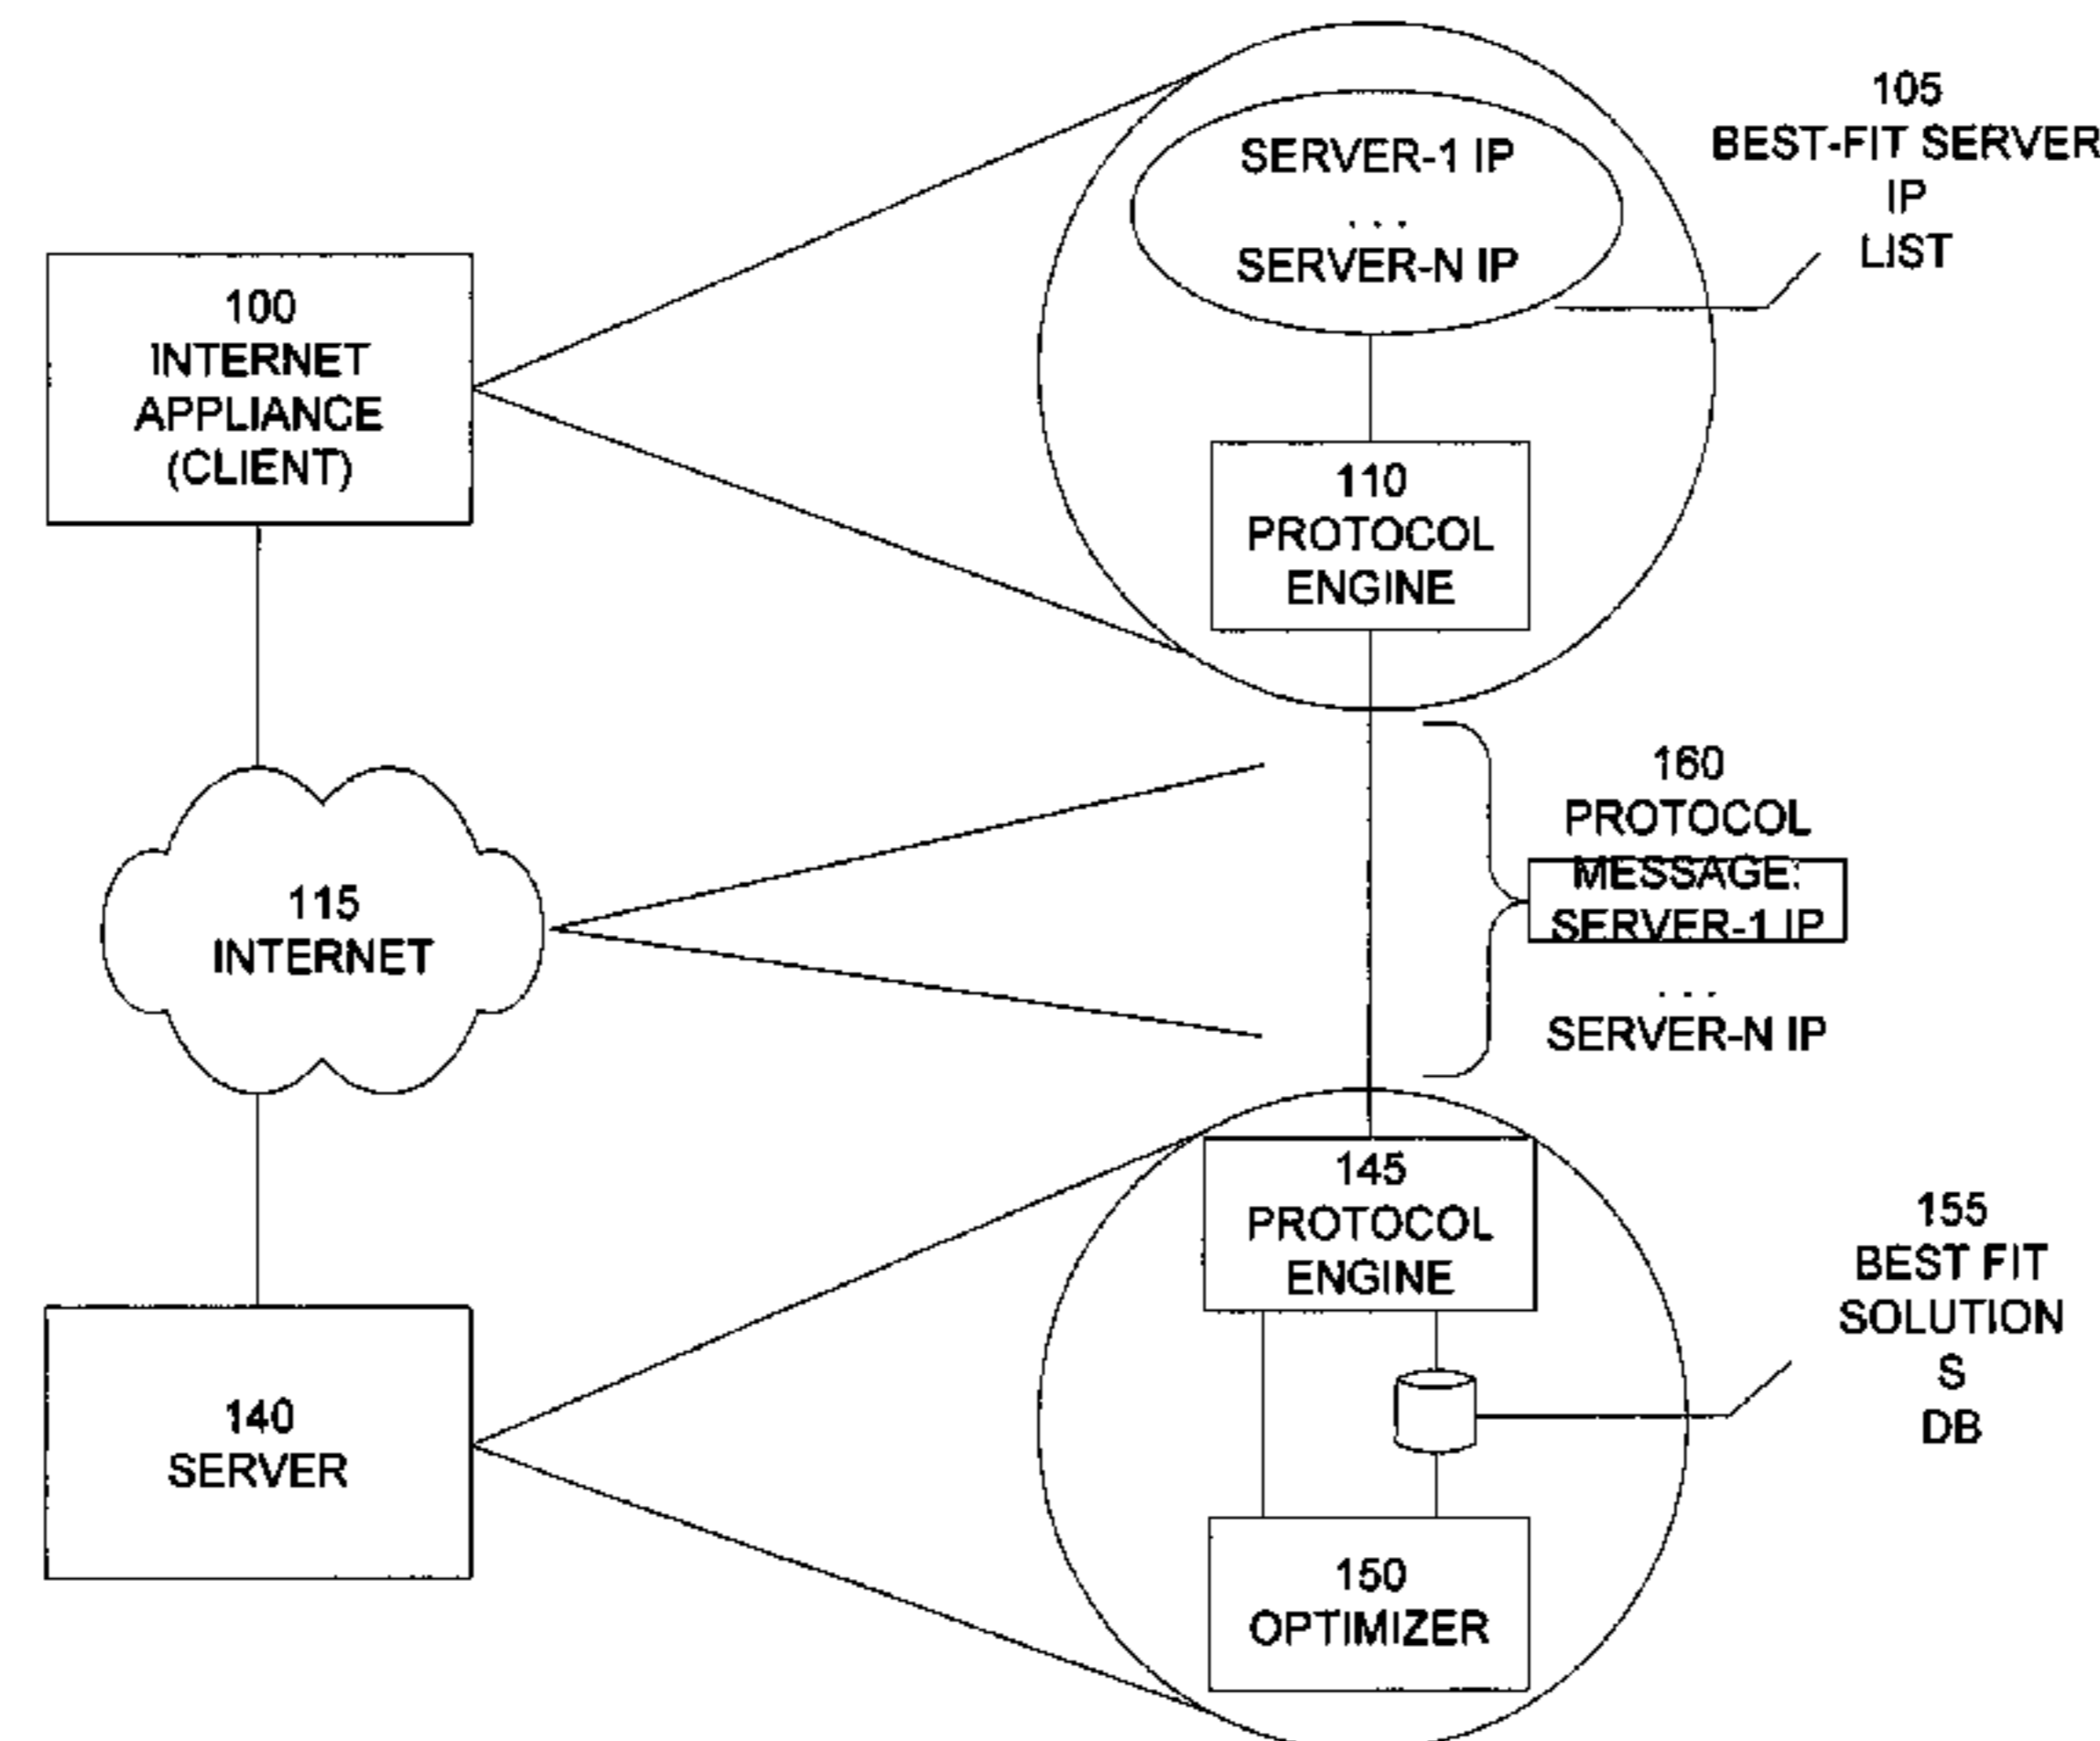 SERVER-1 IP
. . .
SERVER-N IP
105
BEST-FIT SERVER
IP
LIST
100
INTERNET
APPLIANCE
(CLIENT)
110
PROTOCOL
ENGINE
160
PROTOCOL
MESSAGE:
SERVER-1 IP
. . .
SERVER-N IP
115
INTERNET
145
PROTOCOL
ENGINE
155
BEST FIT
SOLUTION
S
DB
140
SERVER
150
OPTIMIZER